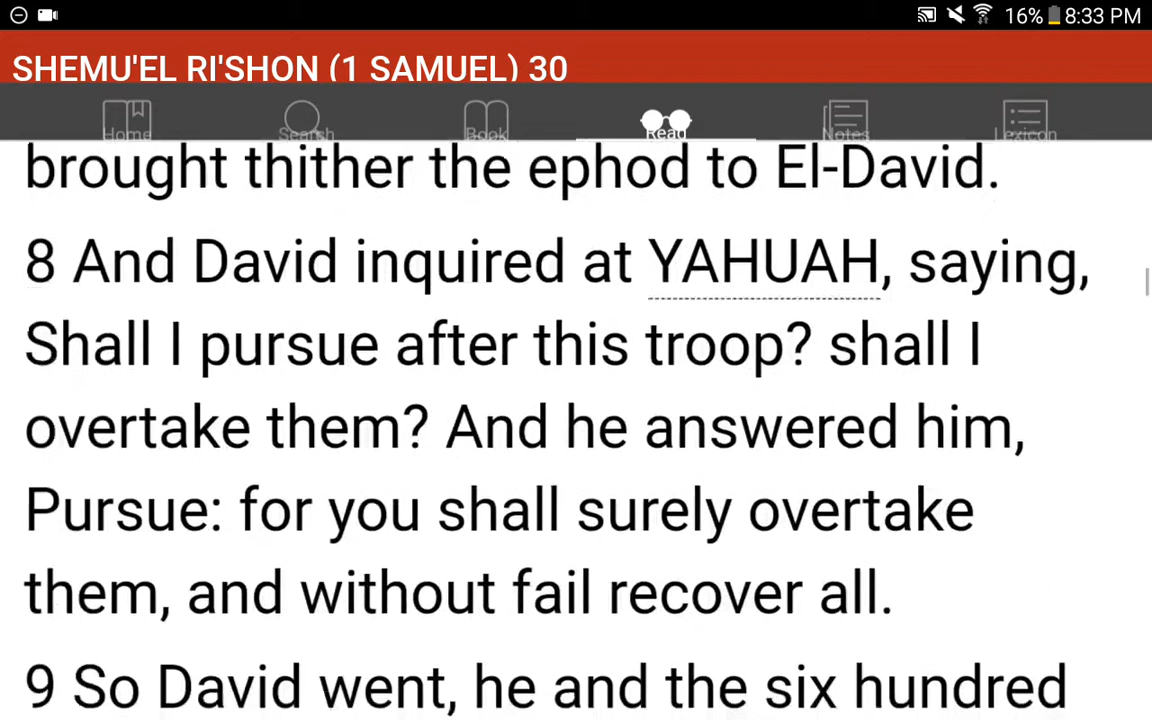 16% 8:33 PM
SHEMU'EL RI'SHON (1 SAMUEL) 30
Home Search Book Read Notes Lexicon
brought thither the ephod to El-David.
8 And David inquired at YAHUAH, saying,
Shall I pursue after this troop? shall I
overtake them? And he answered him,
Pursue: for you shall surely overtake
them, and without fail recover all.
9 So David went, he and the six hundred